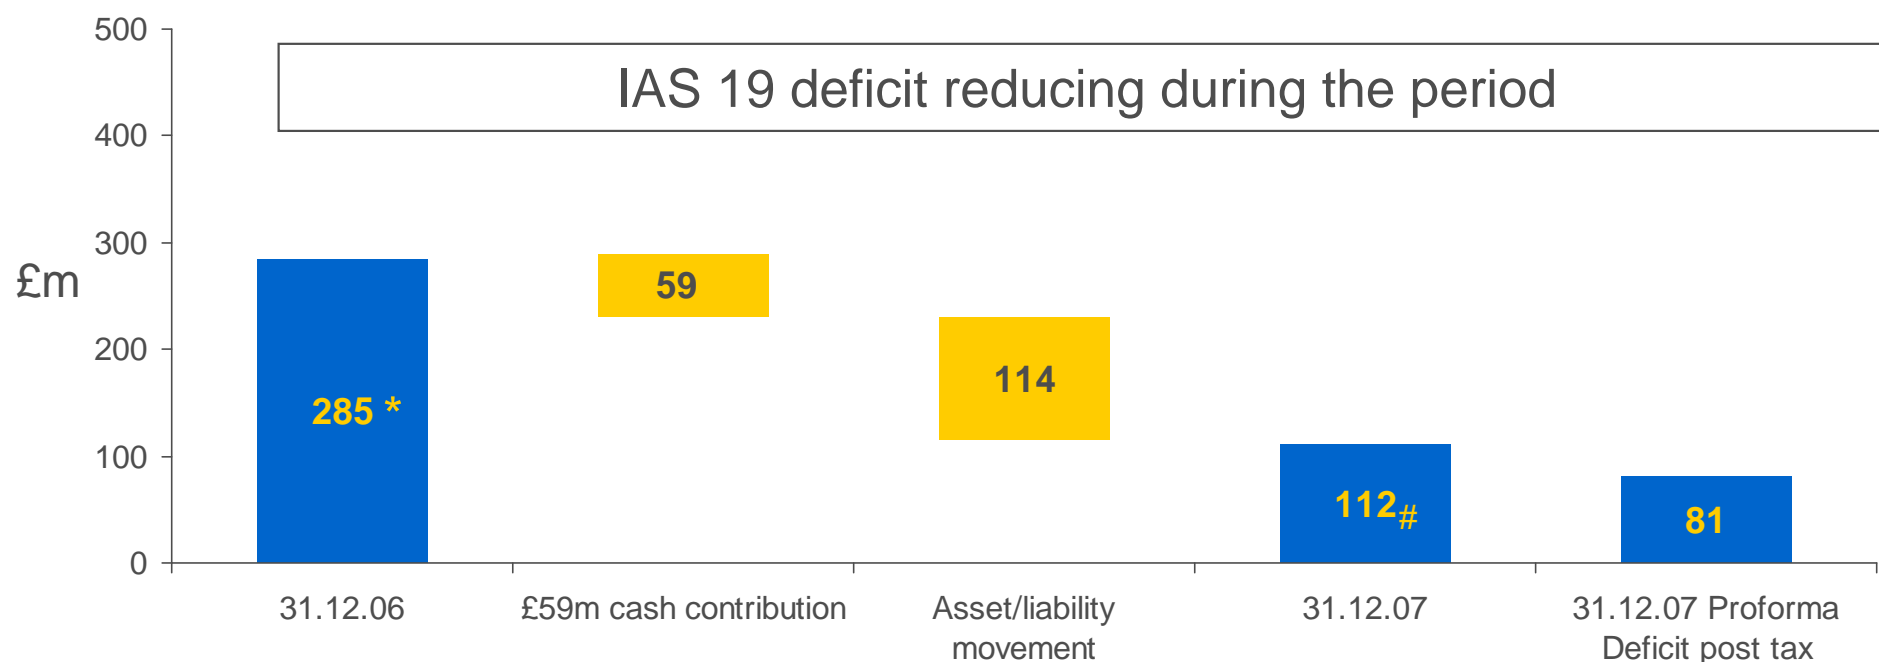 IAS 19 deficit reducing during the period
£m
500
400
300
200
100
0
285 *
59
114
112#
81
31.12.06
£59m cash contribution
Asset/liability
movement
31.12.07
31.12.07 Proforma
Deficit post tax